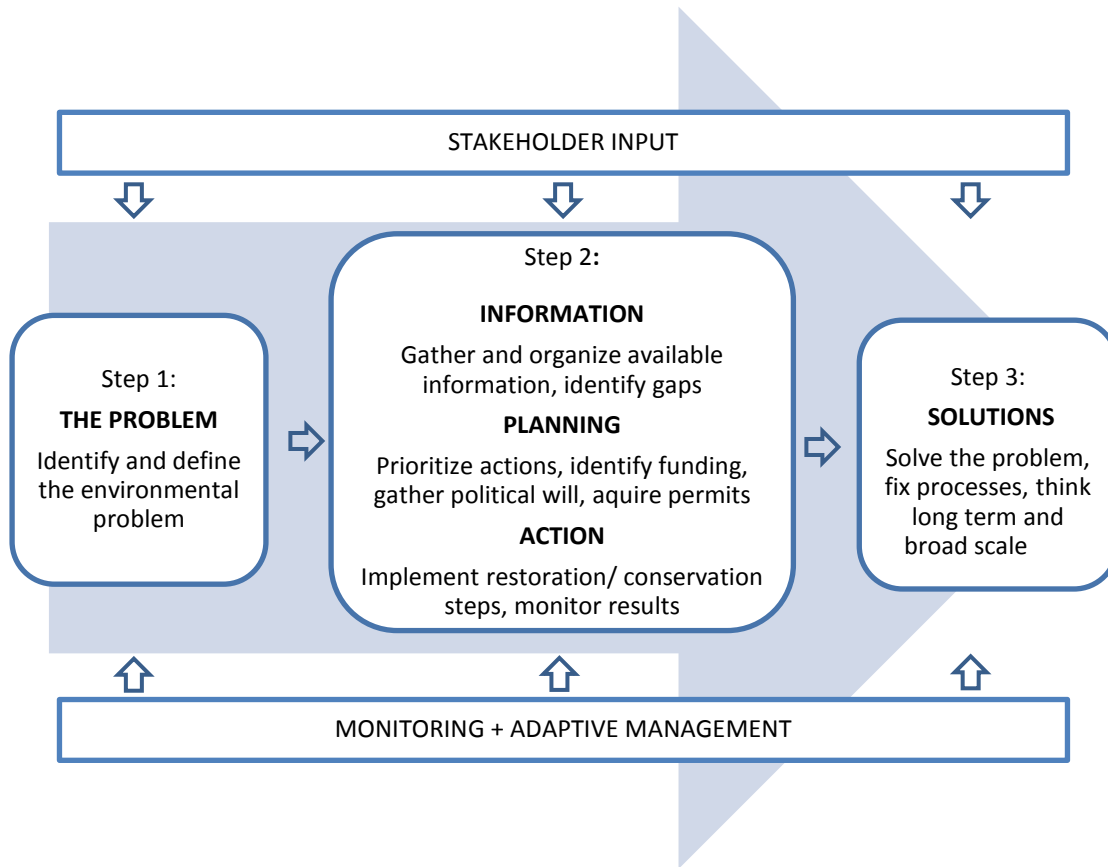 STAKEHOLDER INPUT
Step 1:
THE PROBLEM
Identify and define
the environmental
problem
Step 2:
INFORMATION
Gather and organize available
information, identify gaps
PLANNING
Prioritize actions, identify funding,
gather political will, aquire permits
ACTION
Implement restoration/ conservation
steps, monitor results
Step 3:
SOLUTIONS
Solve the problem,
fix processes, think
long term and
broad scale
MONITORING + ADAPTIVE MANAGEMENT